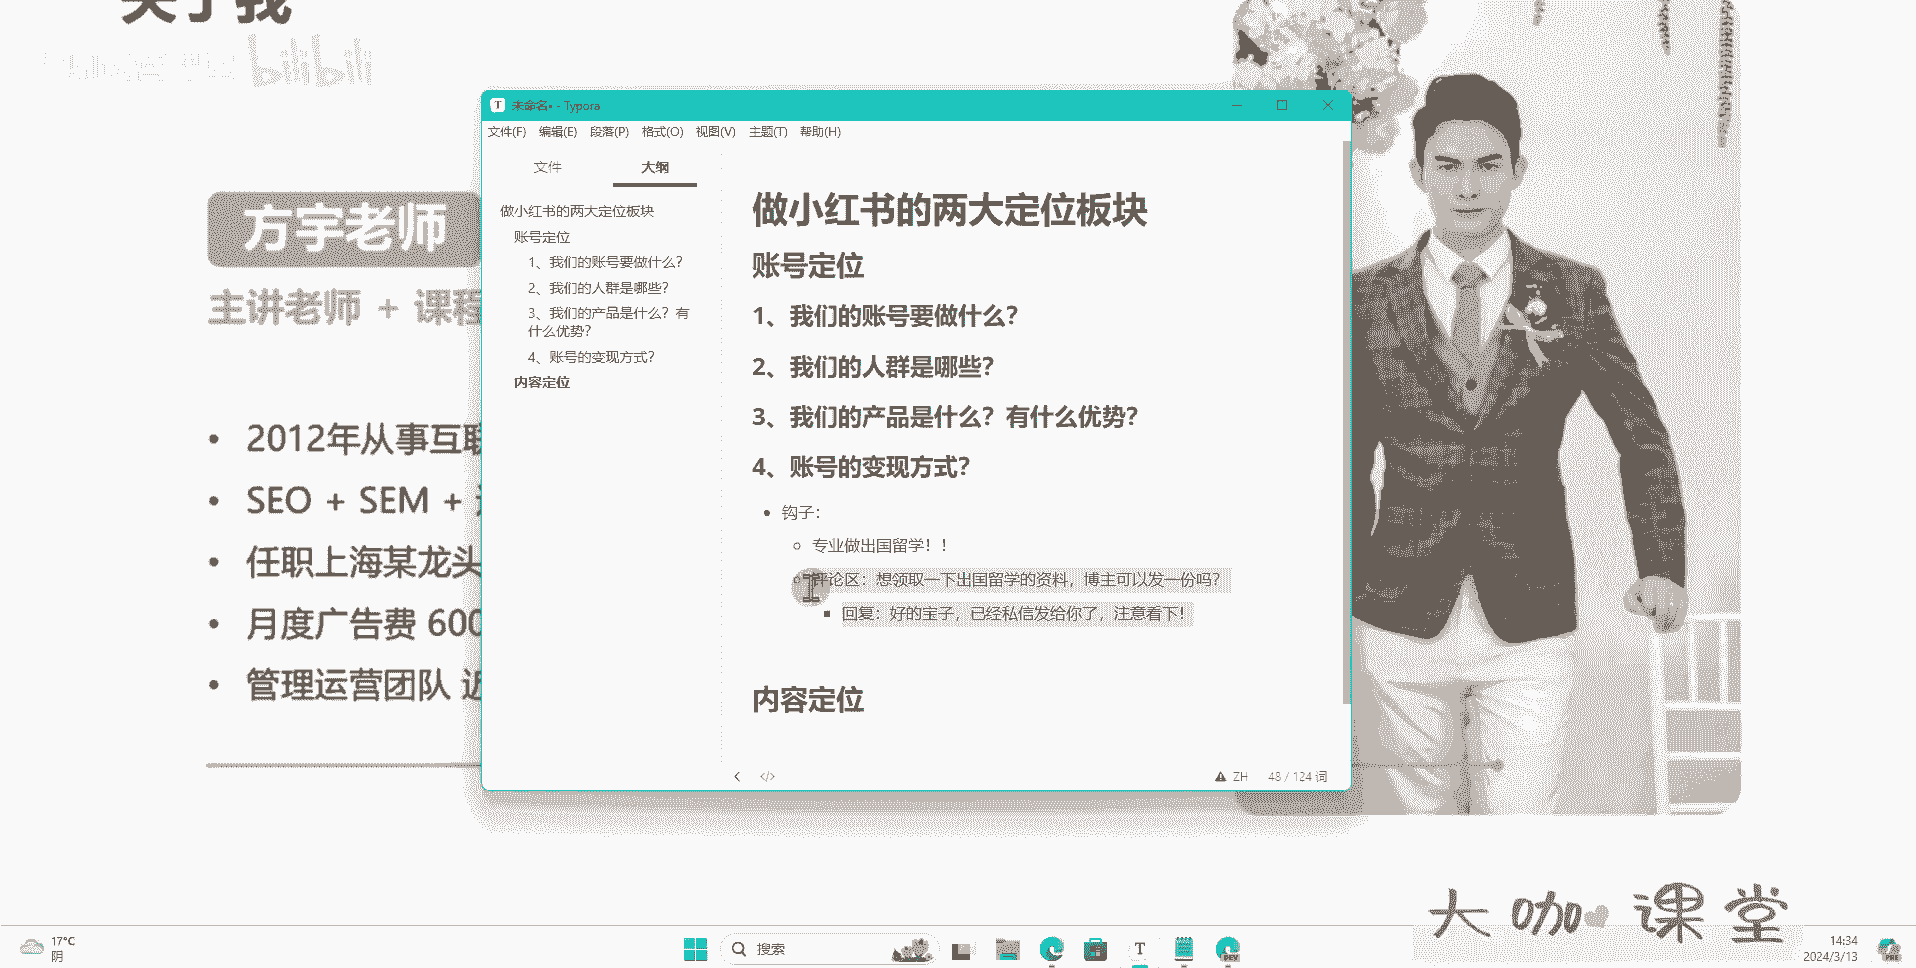 关于我
bilibili
未命名• - Typora
文件(F) 编辑(E) 段落(P) 格式(O) 视图(V) 主题(T) 帮助(H)
文件 大纲
做小红书的两大定位板块
账号定位
1、我们的账号要做什么？
2、我们的人群是哪些？
3、我们的产品是什么？有
什么优势？
4、账号的变现方式？
内容定位
做小红书的两大定位板块
账号定位
1、我们的账号要做什么？
2、我们的人群是哪些？
3、我们的产品是什么？有什么优势？
4、账号的变现方式？
钩子：
专业做出国留学！！
评论区：想领取一下出国留学的资料，博主可以发一份吗？
回复：好的宝子，已经私信发给你了，注意看下！
内容定位
ZH 48 / 124 词
方宇老师
主讲老师 + 课程
2012年从事互联
SEO + SEM +
任职上海某龙头
月度广告费 600
管理运营团队 近
大咖课堂
17°C
阴
搜索
14:34
2024/3/13